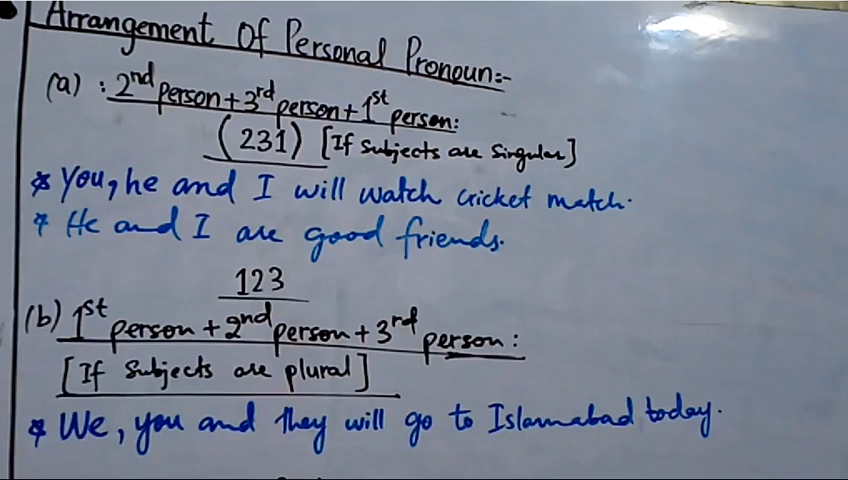 Arrangement Of Personal Pronoun:-
(a) : 2nd person + 3rd person + 1st person:
(231) [If Subjects are Singular]
* You, he and I will watch cricket match.
* He and I are good friends.
123
(b) 1st person + 2nd person + 3rd person :
[If Subjects are plural]
* We, you and they will go to Islamabad today.